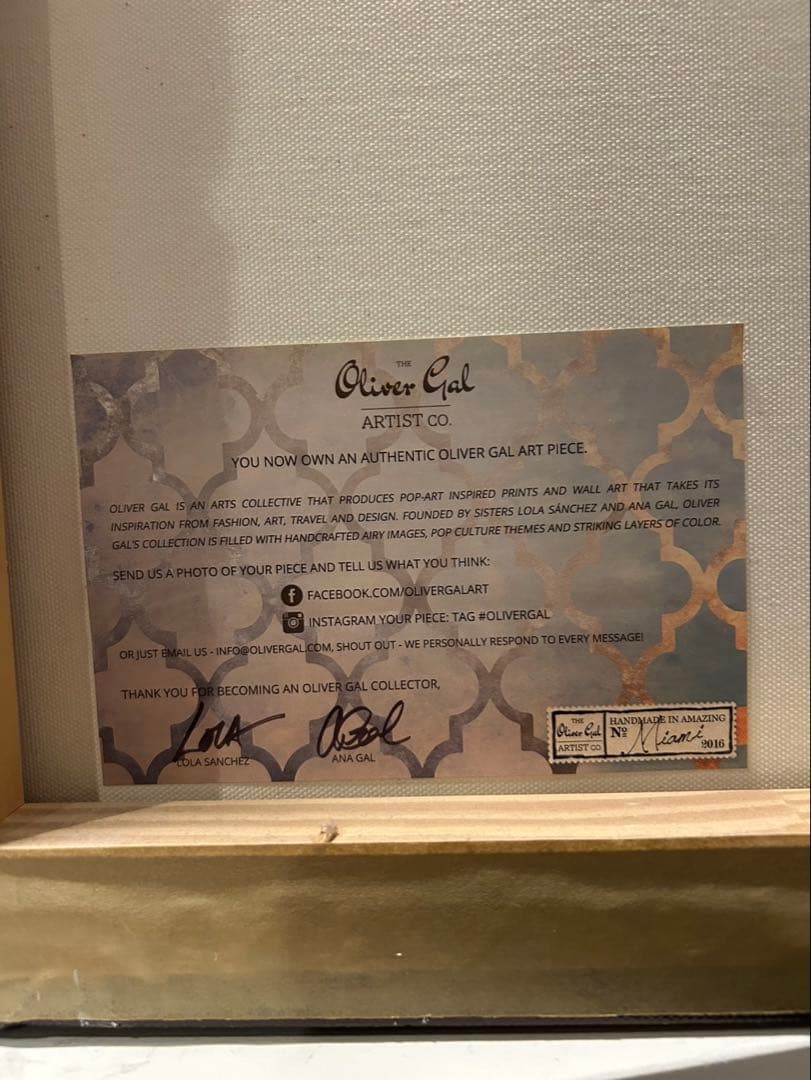 THE
Oliver Gal
ARTIST CO.
YOU NOW OWN AN AUTHENTIC OLIVER GAL ART PIECE.
OLIVER GAL IS AN ARTS COLLECTIVE THAT PRODUCES POP-ART INSPIRED PRINTS AND WALL ART THAT TAKES ITS
INSPIRATION FROM FASHION, ART, TRAVEL AND DESIGN. FOUNDED BY SISTERS LOLA SÁNCHEZ AND ANA GAL, OLIVER
GAL'S COLLECTION IS FILLED WITH HANDCRAFTED AIRY IMAGES, POP CULTURE THEMES AND STRIKING LAYERS OF COLOR.
SEND US A PHOTO OF YOUR PIECE AND TELL US WHAT YOU THINK:
f FACEBOOK.COM/OLIVERGALART
INSTAGRAM YOUR PIECE: TAG #OLIVERGAL
OR JUST EMAIL US - INFO@OLIVERGAL.COM, SHOUT OUT - WE PERSONALLY RESPOND TO EVERY MESSAGE!
THANK YOU FOR BECOMING AN OLIVER GAL COLLECTOR,
LOLA
LOLA SANCHEZ
ANA GAL
THE
Oliver Gal
ARTIST CO.
HANDMADE IN AMAZING
Nº Miami 2016